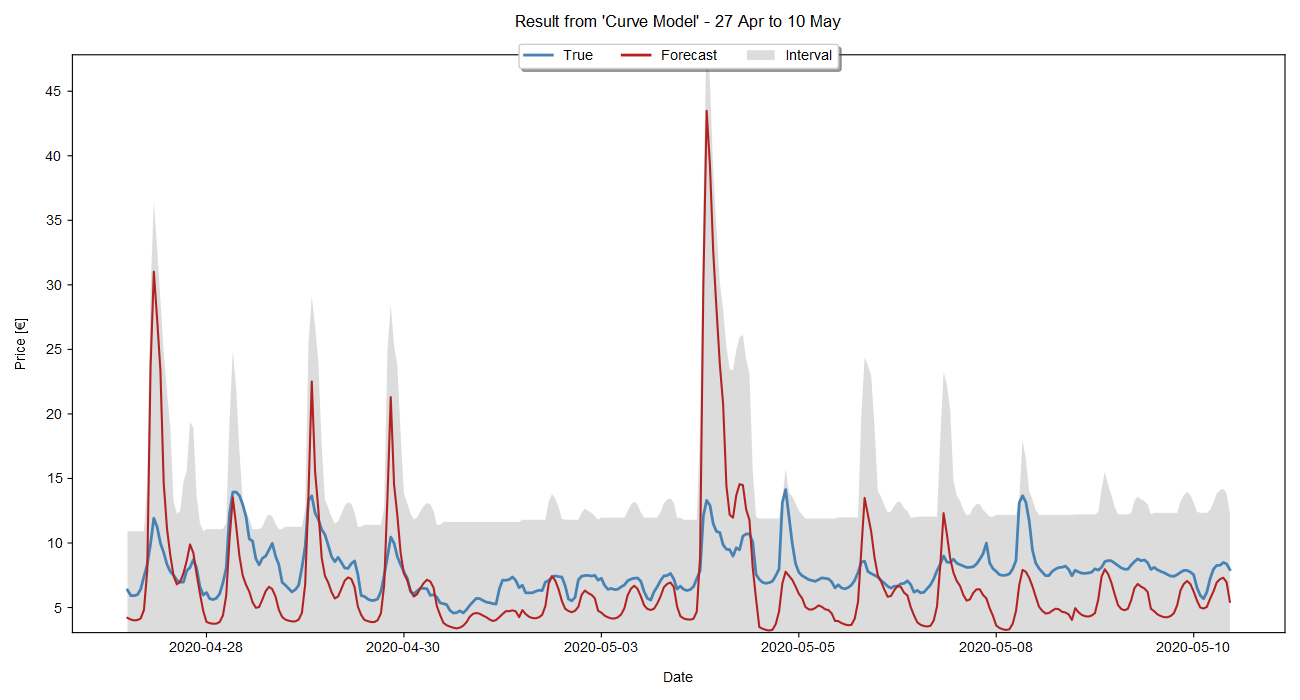 Result from 'Curve Model' - 27 Apr to 10 May
True Forecast Interval
45
40
35
30
25
20
15
10
5
Price [€]
2020-04-28 2020-04-30 2020-05-03 2020-05-05 2020-05-08 2020-05-10
Date